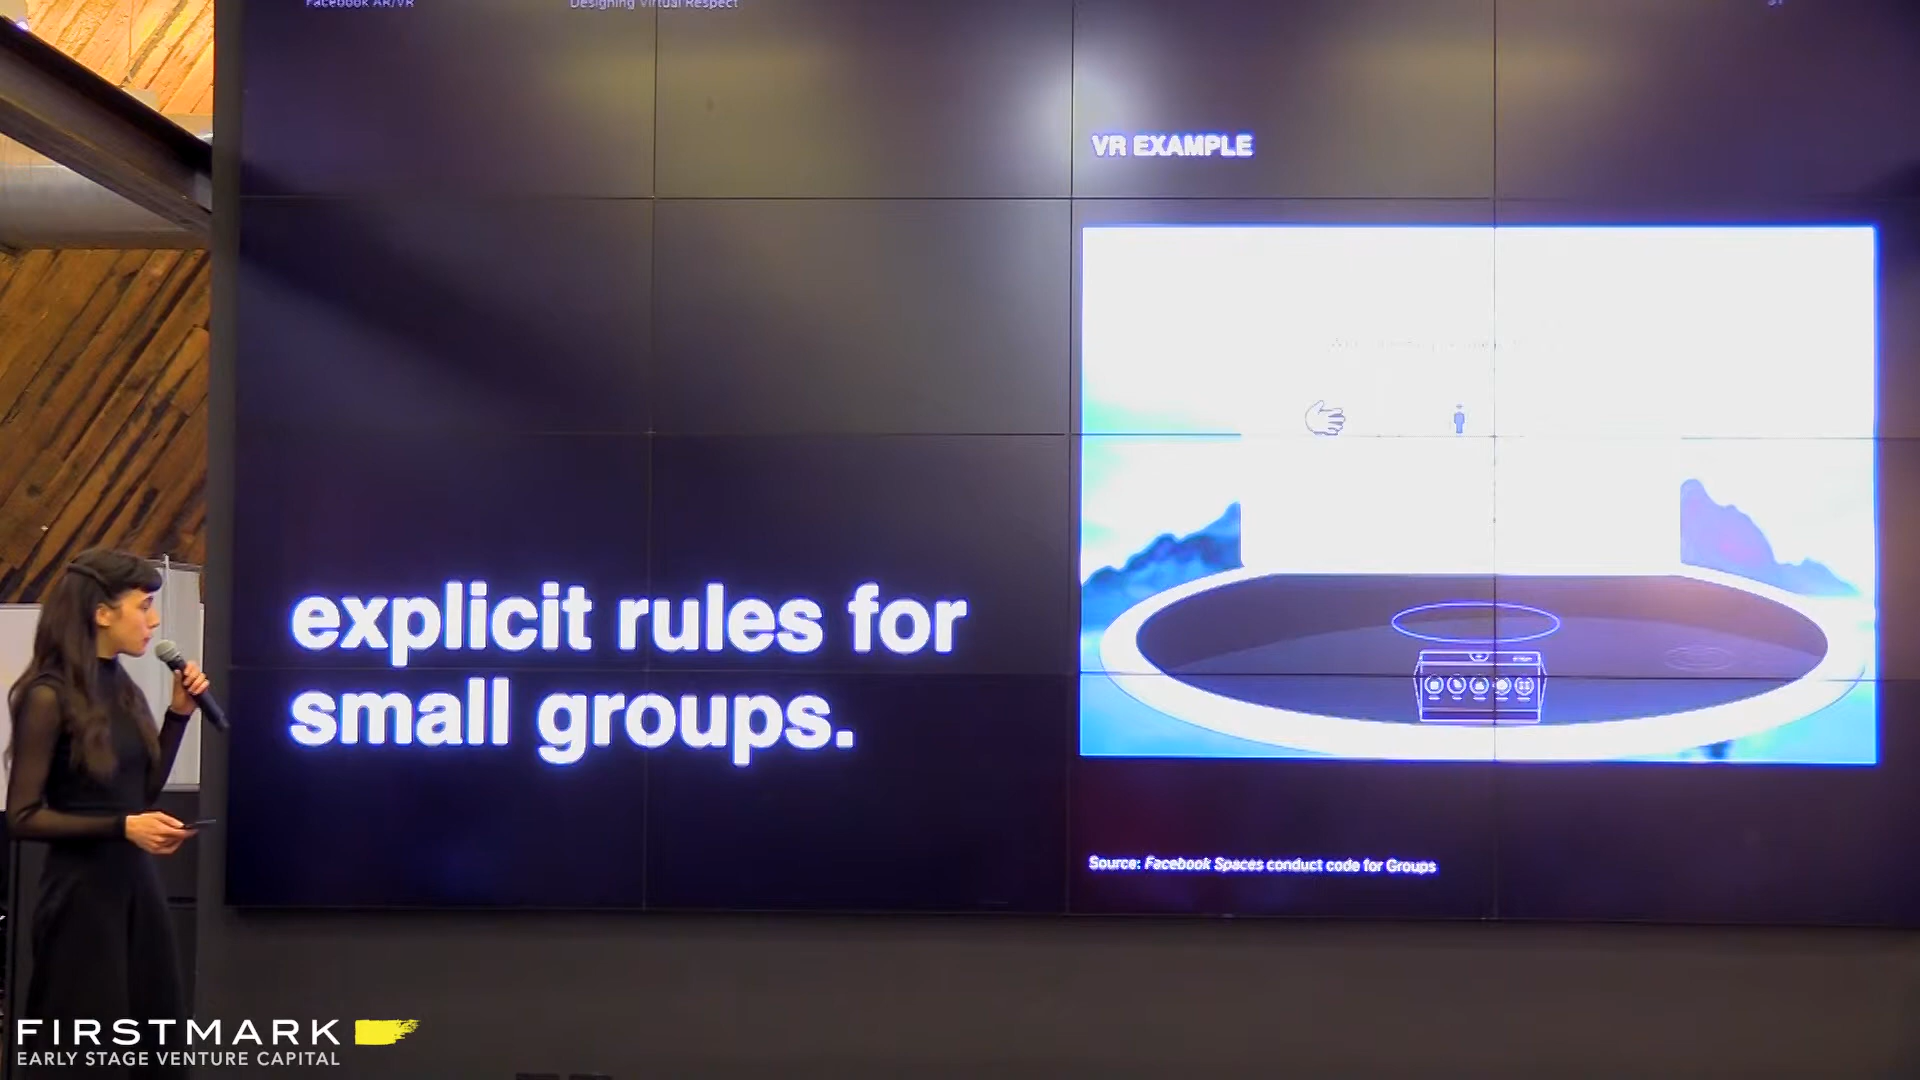 Facebook AR/VR
Designing Virtual Respect
VR EXAMPLE
explicit rules for
small groups.
Source: Facebook Spaces conduct code for Groups
FIRSTMARK
EARLY STAGE VENTURE CAPITAL